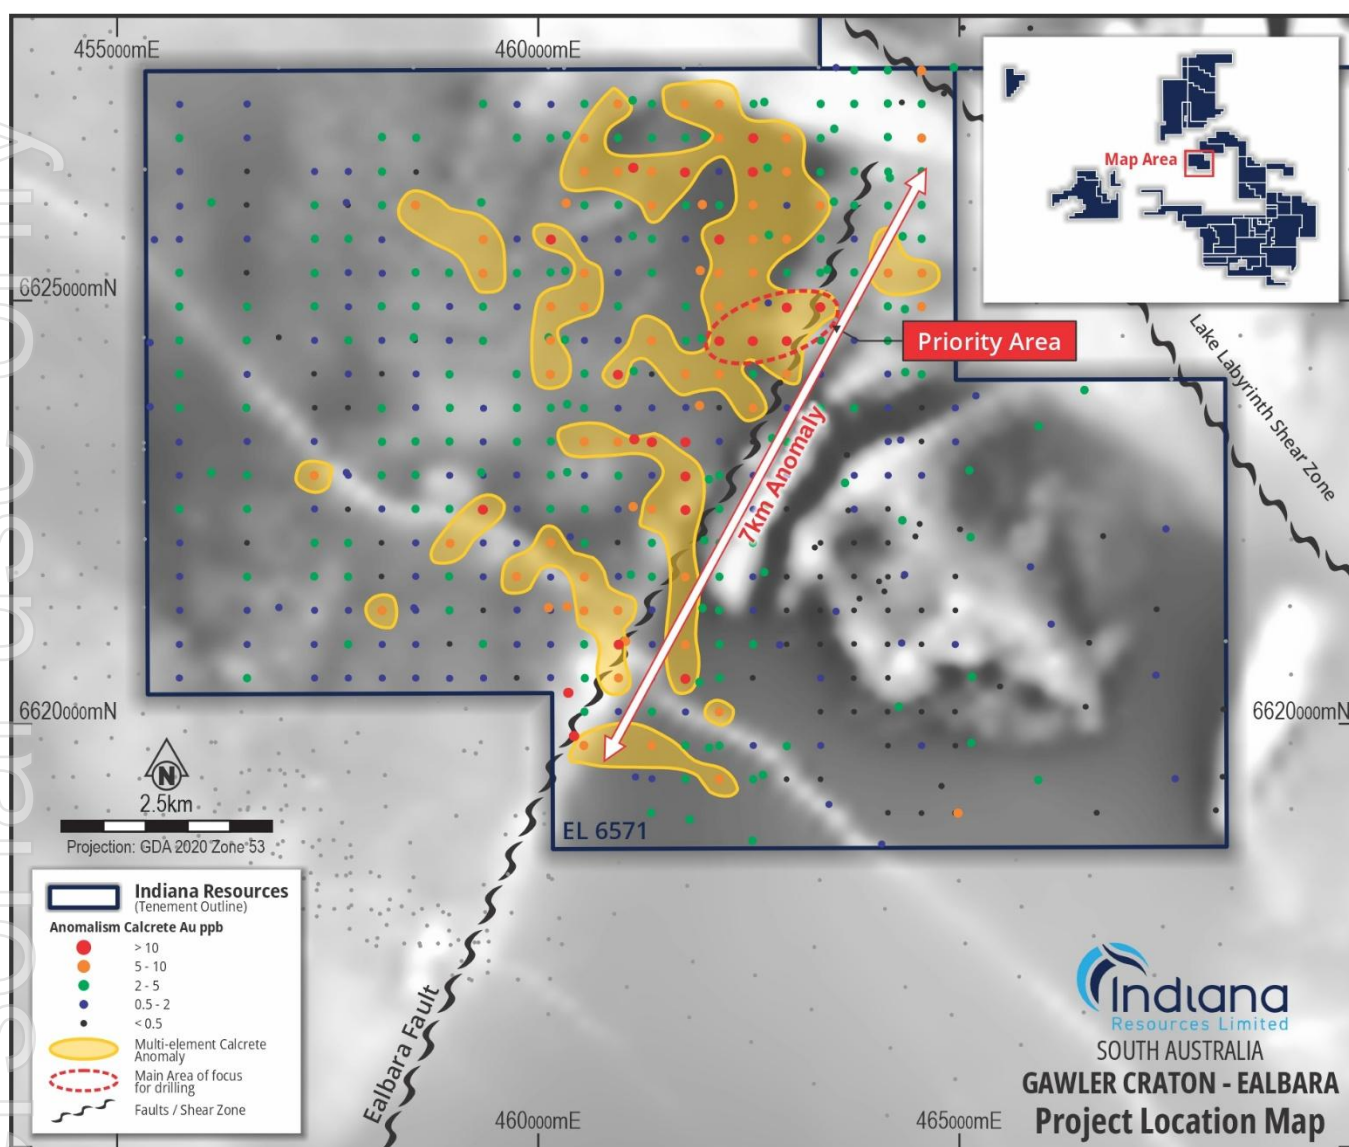 455000mE
460000mE
Map Area
6625000mN
Priority Area
Lake Labyrinth Shear Zone
7km Anomaly
6620000mN
6620000mN
N
2.5km
Projection: GDA 2020 Zone 53
EL 6571
Indiana Resources
(Tenement Outline)
Anomalism Calcrete Au ppb
> 10
5 - 10
2 - 5
0.5 - 2
< 0.5
Multi-element Calcrete
Anomaly
Main Area of focus
for drilling
Faults / Shear Zone
Ealbara Fault
460000mE
465000mE
Indiana
Resources Limited
SOUTH AUSTRALIA
GAWLER CRATON - EALBARA
Project Location Map